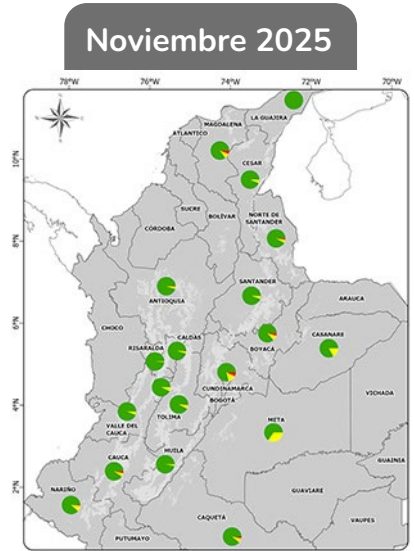 Noviembre 2025
78°W 76°W 74°W 72°W 70°W
LA GUAJIRA
MAGDALENA
ATLANTICO
10°N
CESAR
SUCRE
BOLÍVAR
NORTE DE
SANTANDER
CÓRDOBA
8°N
SANTANDER
ANTIOQUIA
ARAUCA
6°N
CHOCO
CALDAS
CASANARE
RISARALDA
BOYACA
CUNDINAMARCA
VICHADA
BOGOTÁ
4°N
TOLIMA
META
VALLE DEL
CAUCA
HUILA
CAUCA
GUAINIA
2°N
NARIÑO
GUAVIARE
CAQUETÁ
VAUPES
PUTUMAYO